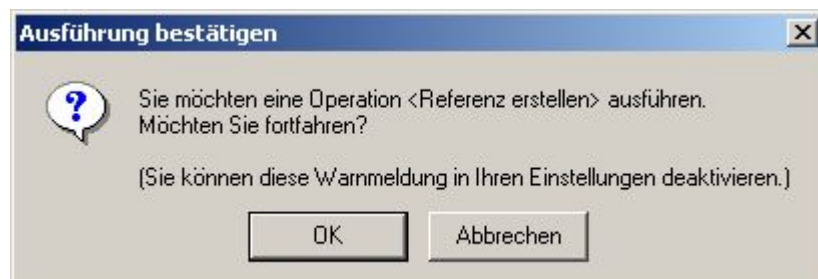 Ausführung bestätigen
Sie möchten eine Operation <Referenz erstellen> ausführen.
Möchten Sie fortfahren?
(Sie können diese Warnmeldung in Ihren Einstellungen deaktivieren.)
OK
Abbrechen